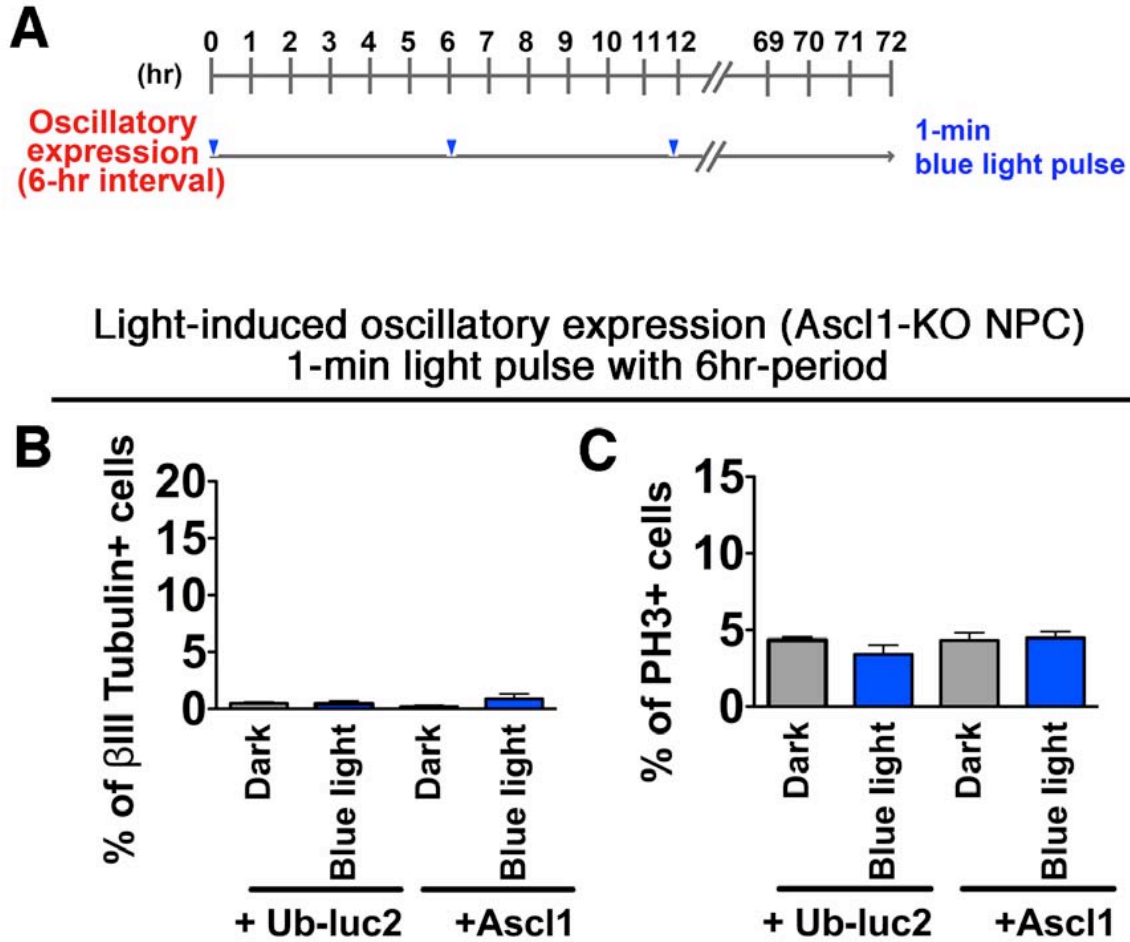 A
0 1 2 3 4 5 6 7 8 9 10 11 12 69 70 71 72
(hr)
Oscillatory
expression
(6-hr interval)
1-min
blue light pulse
Light-induced oscillatory expression (Ascl1-KO NPC)
1-min light pulse with 6hr-period
B
% of βIII Tubulin+ cells
20
15
10
5
0
Dark
Blue light
Dark
Blue light
+ Ub-luc2
+Ascl1
C
% of PH3+ cells
15
10
5
0
Dark
Blue light
Dark
Blue light
+ Ub-luc2
+Ascl1